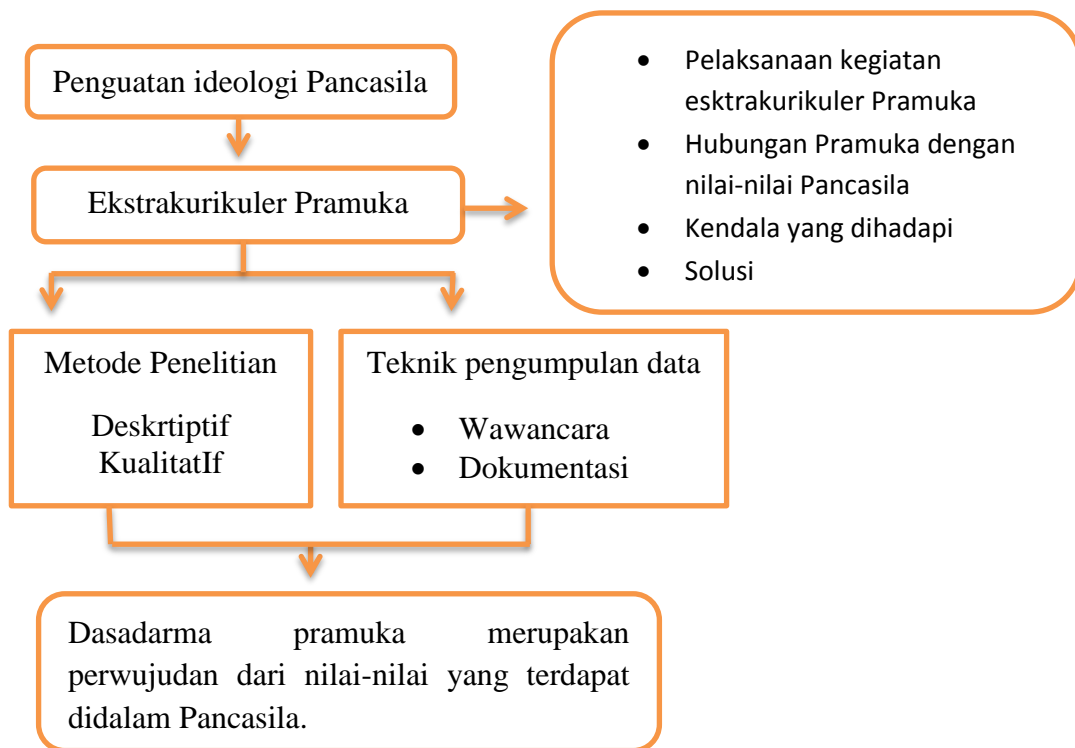 Penguatan ideologi Pancasila
Ekstrakurikuler Pramuka
• Pelaksanaan kegiatan
esktrakurikuler Pramuka
• Hubungan Pramuka dengan
nilai-nilai Pancasila
• Kendala yang dihadapi
• Solusi
Metode Penelitian
Deskrtiptif
KualitatIf
Teknik pengumpulan data
• Wawancara
• Dokumentasi
Dasadarma pramuka merupakan
perwujudan dari nilai-nilai yang terdapat
didalam Pancasila.